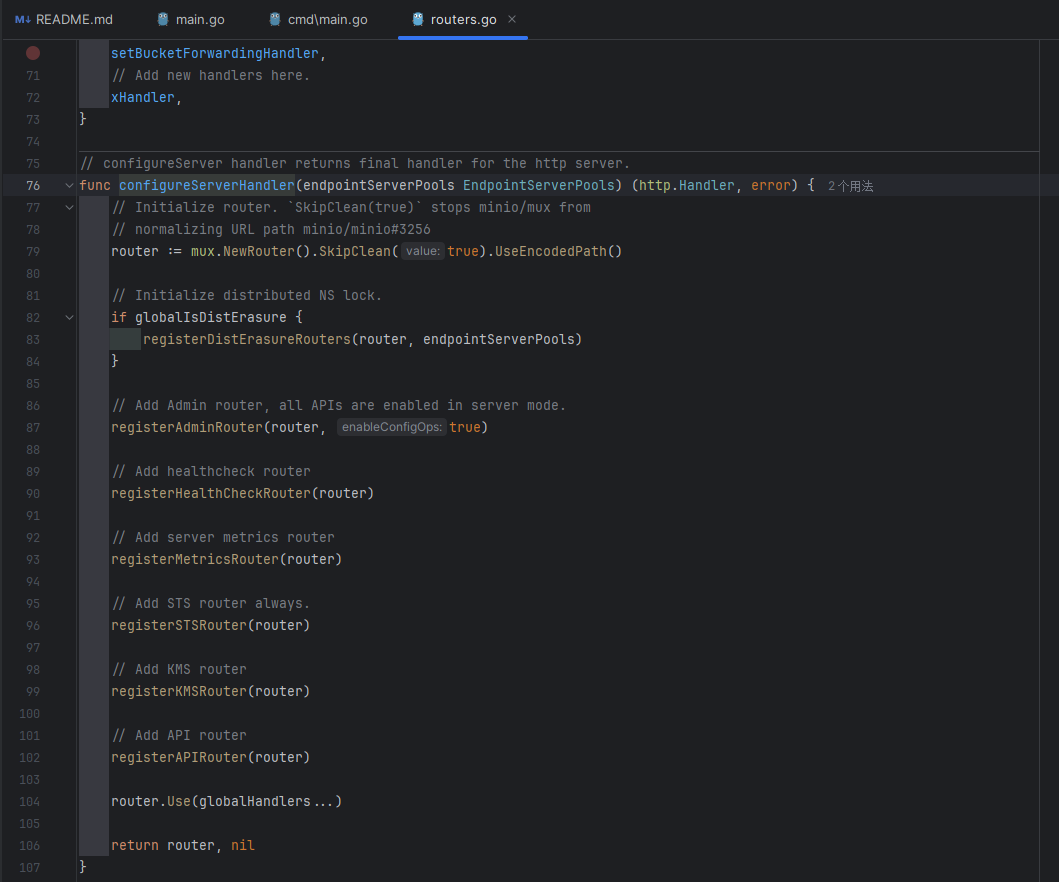 README.md main.go cmd\main.go routers.go
setBucketForwardingHandler,
71 // Add new handlers here.
72 xHandler,
73 }
74
75 // configureServer handler returns final handler for the http server.
76 func configureServerHandler(endpointServerPools EndpointServerPools) (http.Handler, error) { 2个用法
77 // Initialize router. `SkipClean(true)` stops minio/mux from
78 // normalizing URL path minio/minio#3256
79 router := mux.NewRouter().SkipClean( value: true).UseEncodedPath()
80
81 // Initialize distributed NS lock.
82 if globalIsDistErasure {
83 registerDistErasureRouters(router, endpointServerPools)
84 }
85
86 // Add Admin router, all APIs are enabled in server mode.
87 registerAdminRouter(router, enableConfigOps: true)
88
89 // Add healthcheck router
90 registerHealthCheckRouter(router)
91
92 // Add server metrics router
93 registerMetricsRouter(router)
94
95 // Add STS router always.
96 registerSTSRouter(router)
97
98 // Add KMS router
99 registerKMSRouter(router)
100
101 // Add API router
102 registerAPIRouter(router)
103
104 router.Use(globalHandlers...)
105
106 return router, nil
107 }